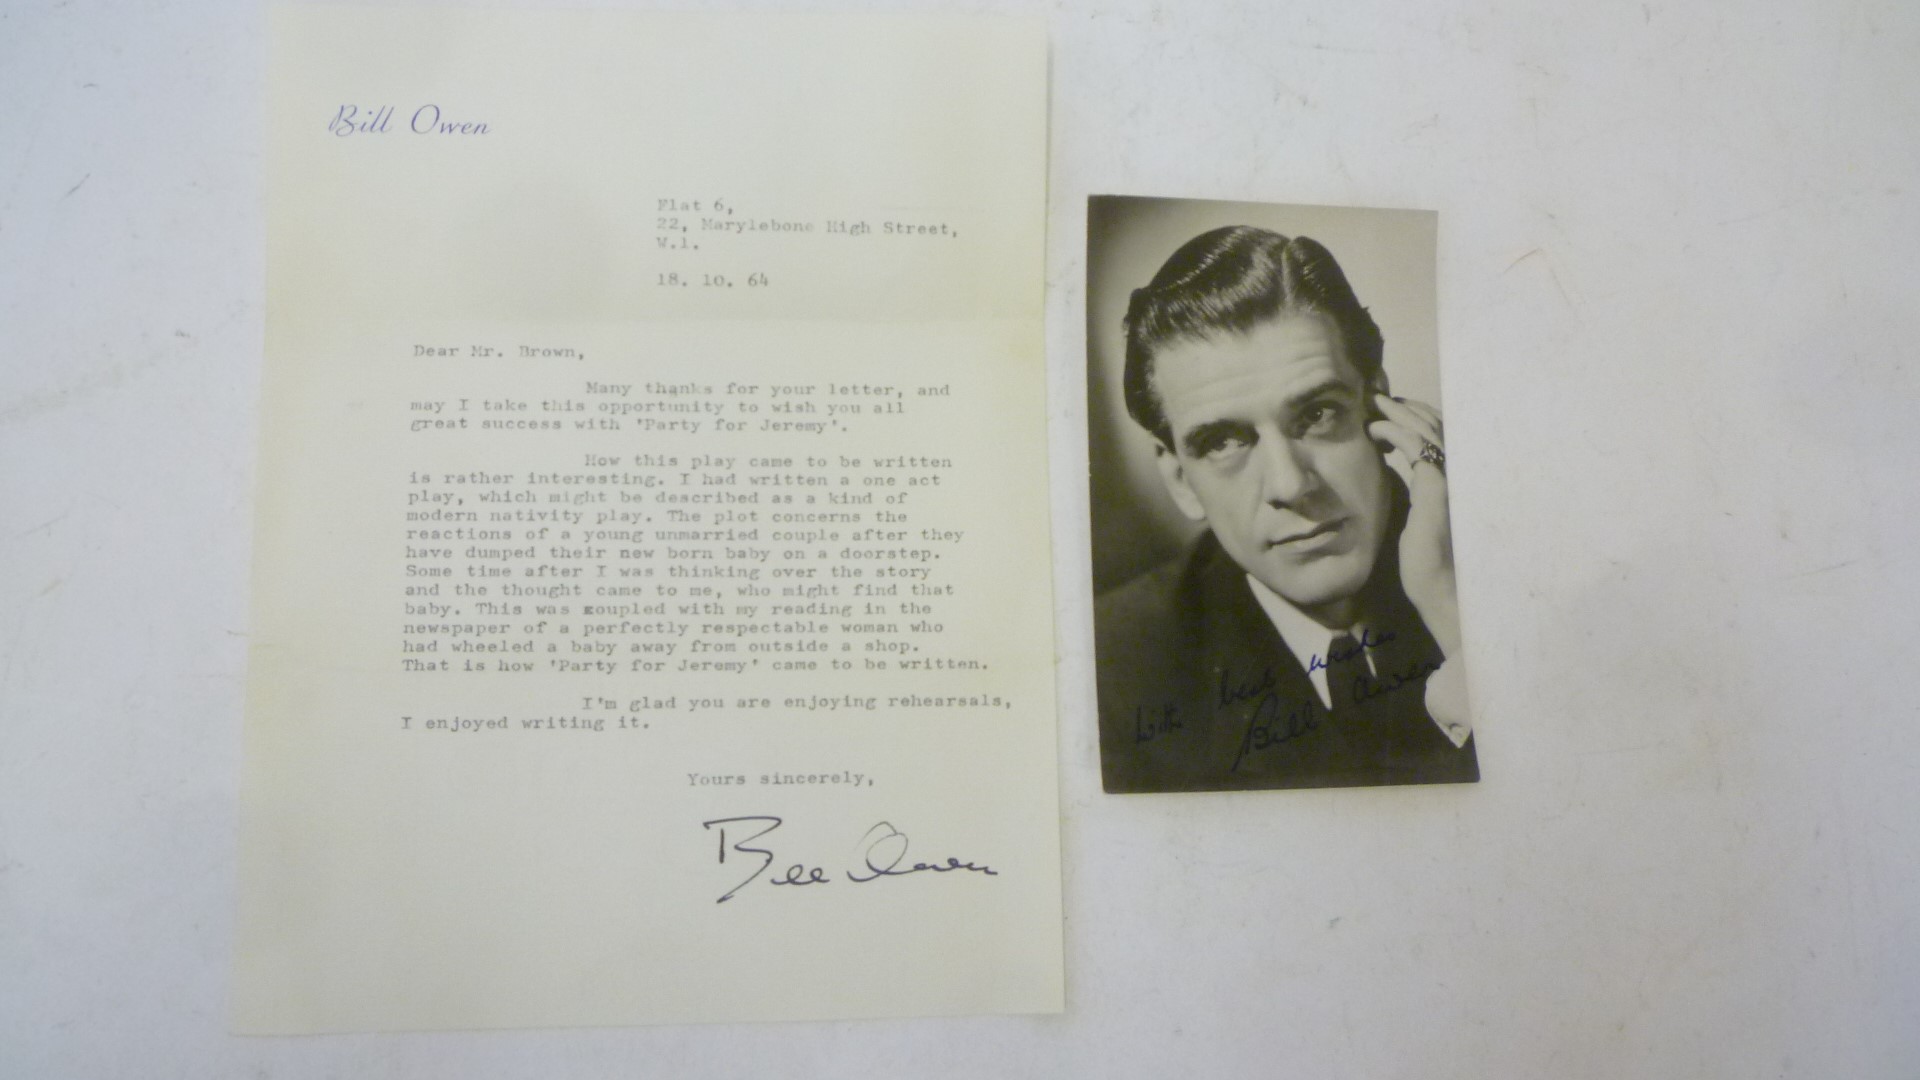 Bill Owen
Flat 6,
22, Marylebone High Street,
W.1.
18. 10. 64
Dear Mr. Brown,
Many thanks for your letter, and
may I take this opportunity to wish you all
great success with 'Party for Jeremy'.
How this play came to be written
is rather interesting. I had written a one act
play, which might be described as a kind of
modern nativity play. The plot concerns the
reactions of a young unmarried couple after they
have dumped their new born baby on a doorstep.
Some time after I was thinking over the story
and the thought came to me, who might find that
baby. This was coupled with my reading in the
newspaper of a perfectly respectable woman who
had wheeled a baby away from outside a shop.
That is how 'Party for Jeremy' came to be written.
I'm glad you are enjoying rehearsals,
I enjoyed writing it.
Yours sincerely,
Bill Owen
With best wishes
Bill Owen